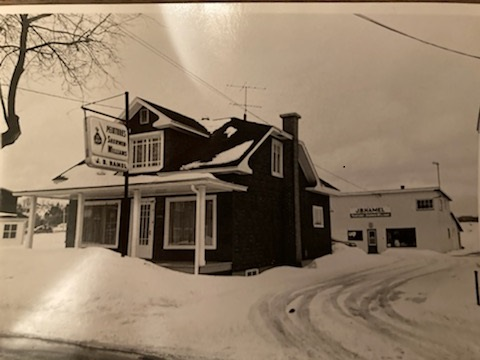 PEINTURES
SHERWIN
WILLIAMS
J. B. HAMEL
J.B. HAMEL